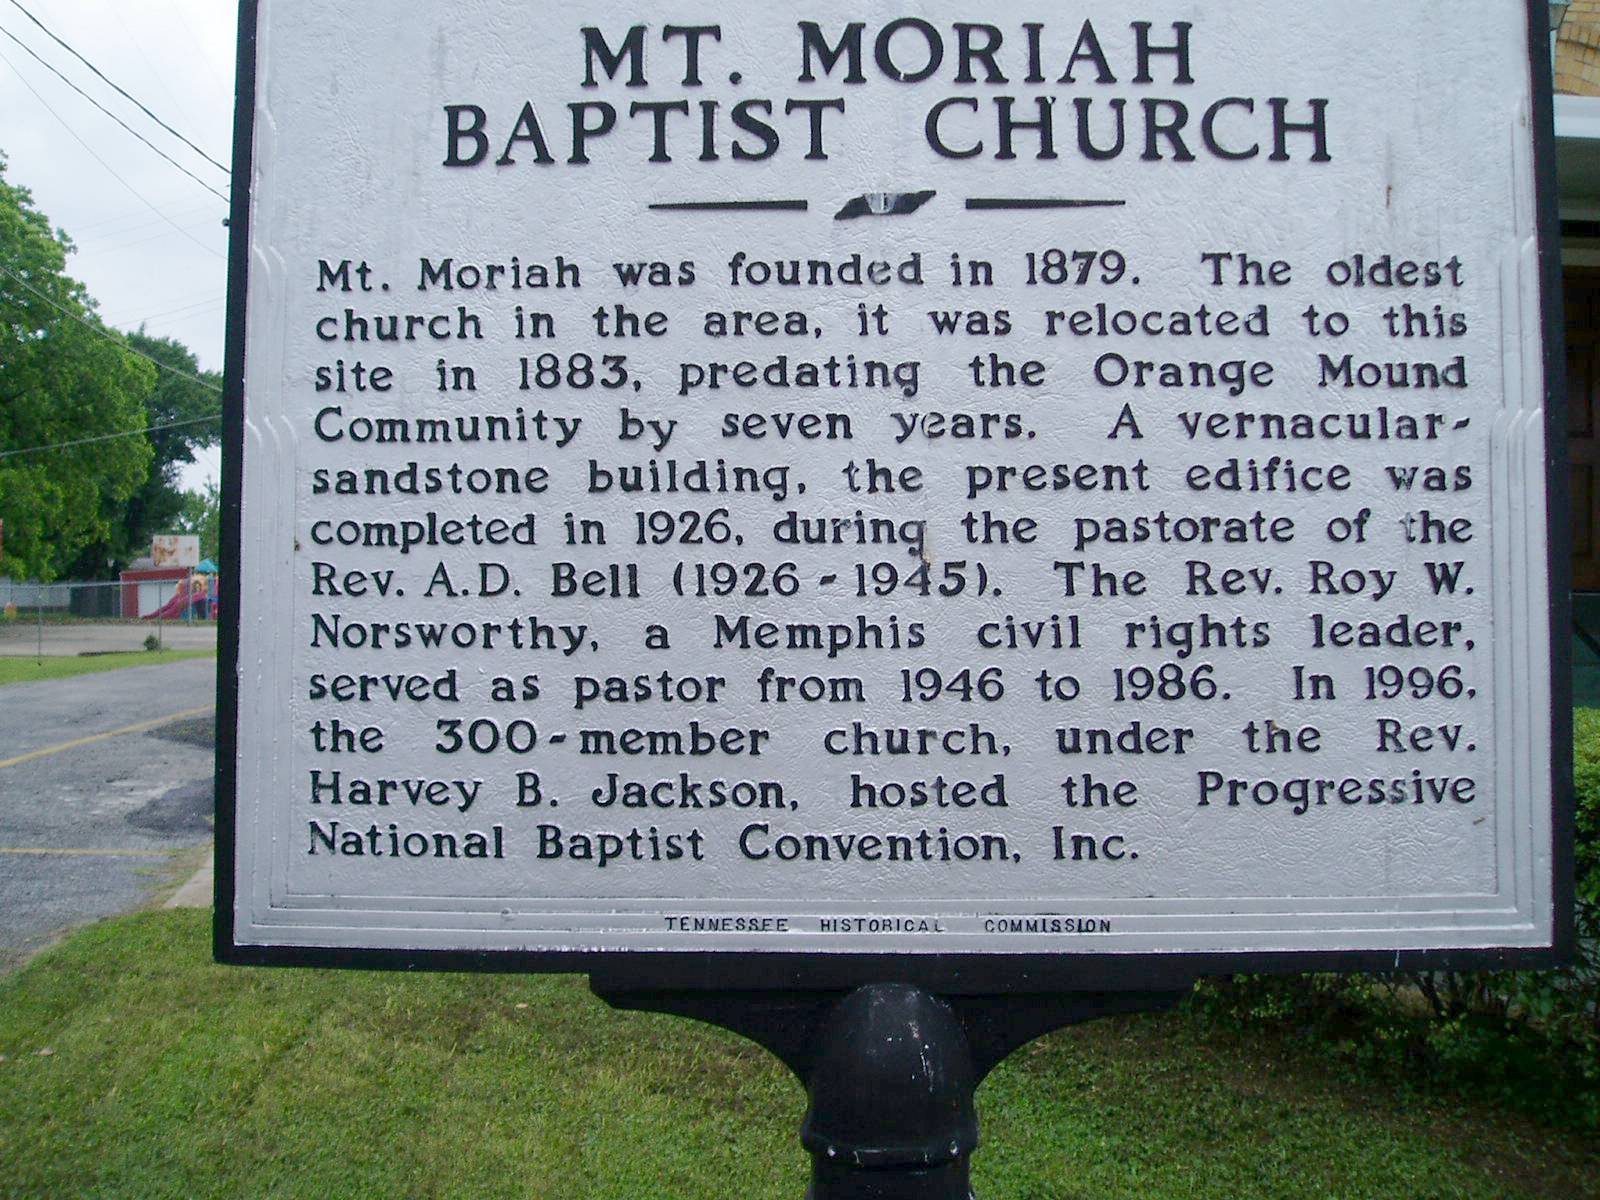 MT. MORIAH
BAPTIST CHURCH
Mt. Moriah was founded in 1879. The oldest
church in the area, it was relocated to this
site in 1883, predating the Orange Mound
Community by seven years. A vernacular-
sandstone building, the present edifice was
completed in 1926, during the pastorate of the
Rev. A.D. Bell (1926-1945). The Rev. Roy W.
Norsworthy, a Memphis civil rights leader,
served as pastor from 1946 to 1986. In 1996,
the 300-member church, under the Rev.
Harvey B. Jackson, hosted the Progressive
National Baptist Convention, Inc.
TENNESSEE HISTORICAL COMMISSION